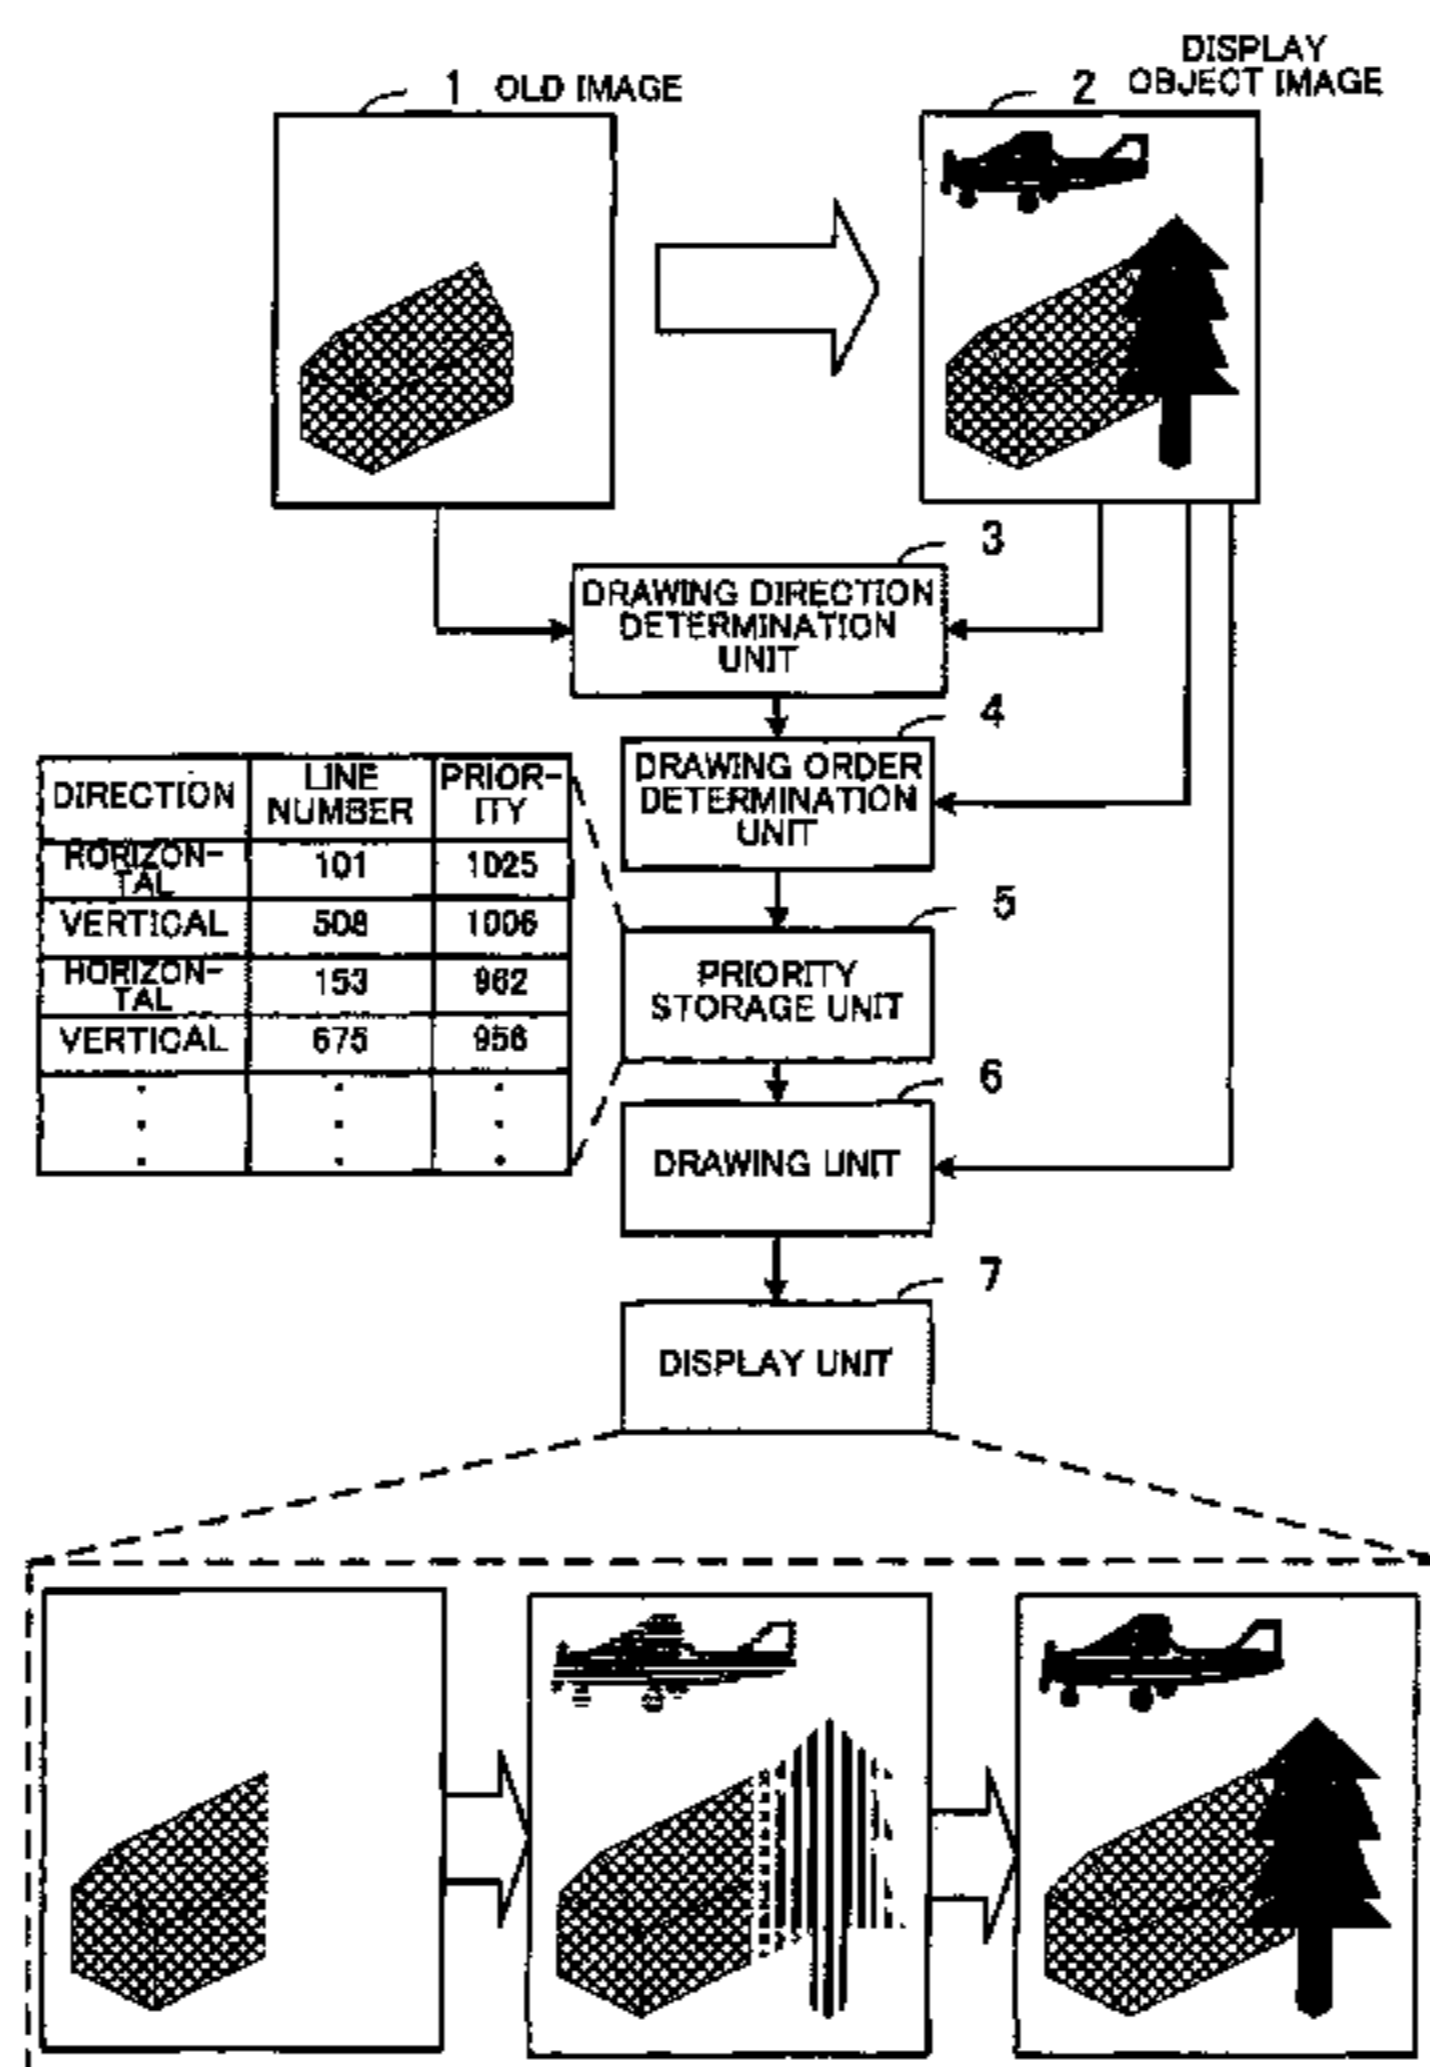 1 OLD IMAGE
2 DISPLAY
OBJECT IMAGE
3
DRAWING DIRECTION
DETERMINATION
UNIT
4
DRAWING ORDER
DETERMINATION
UNIT
DIRECTION
LINE
NUMBER
PRIOR-
ITY
HORIZON-
TAL
101
1025
VERTICAL
508
1006
HORIZON-
TAL
153
962
VERTICAL
675
956
5
PRIORITY
STORAGE UNIT
6
DRAWING UNIT
7
DISPLAY UNIT